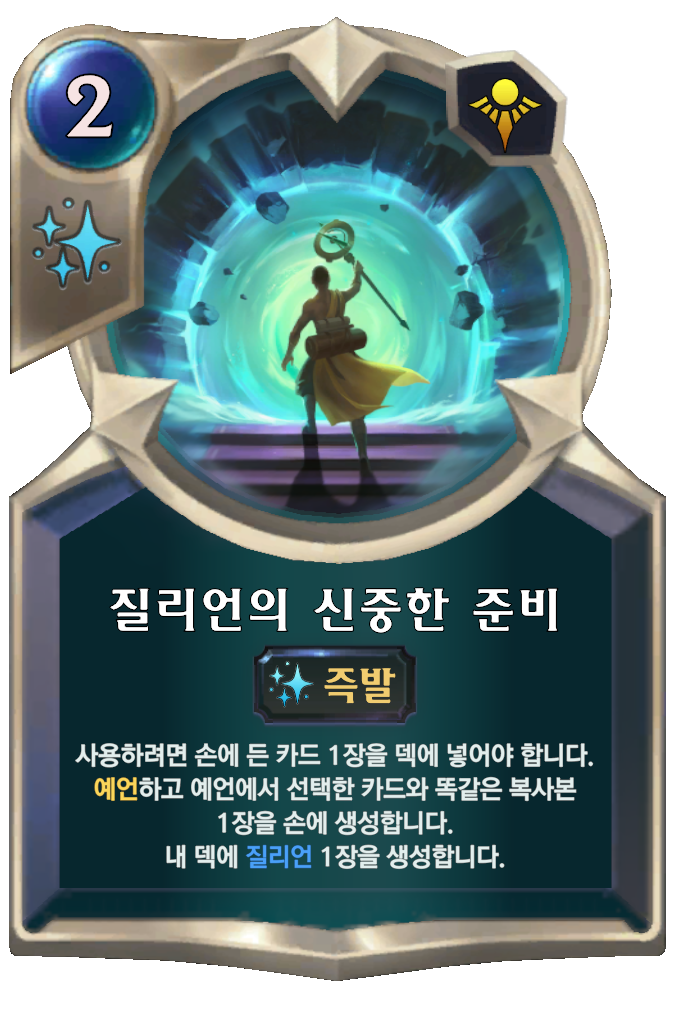 2
질리언의 신중한 준비
즉발
사용하려면 손에 든 카드 1장을 덱에 넣어야 합니다.
예언하고 예언에서 선택한 카드와 똑같은 복사본
1장을 손에 생성합니다.
내 덱에 질리언 1장을 생성합니다.